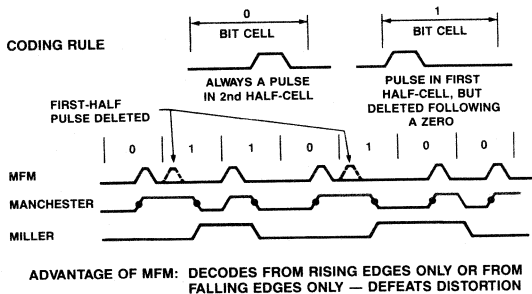 0 1
CODING RULE BIT CELL BIT CELL
ALWAYS A PULSE
IN 2nd HALF-CELL
PULSE IN FIRST
HALF-CELL, BUT
DELETED FOLLOWING
A ZERO
FIRST-HALF
PULSE DELETED
0 1 1 0 1 0 0
MFM
MANCHESTER
MILLER
ADVANTAGE OF MFM: DECODES FROM RISING EDGES ONLY OR FROM
FALLING EDGES ONLY — DEFEATS DISTORTION